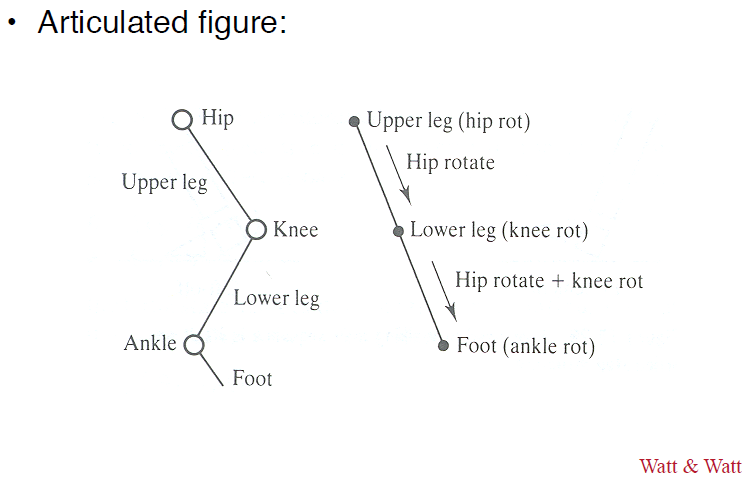 • Articulated figure:
Hip
Upper leg
Knee
Lower leg
Ankle
Foot
Upper leg (hip rot)
Hip rotate
Lower leg (knee rot)
Hip rotate + knee rot
Foot (ankle rot)
Watt & Watt